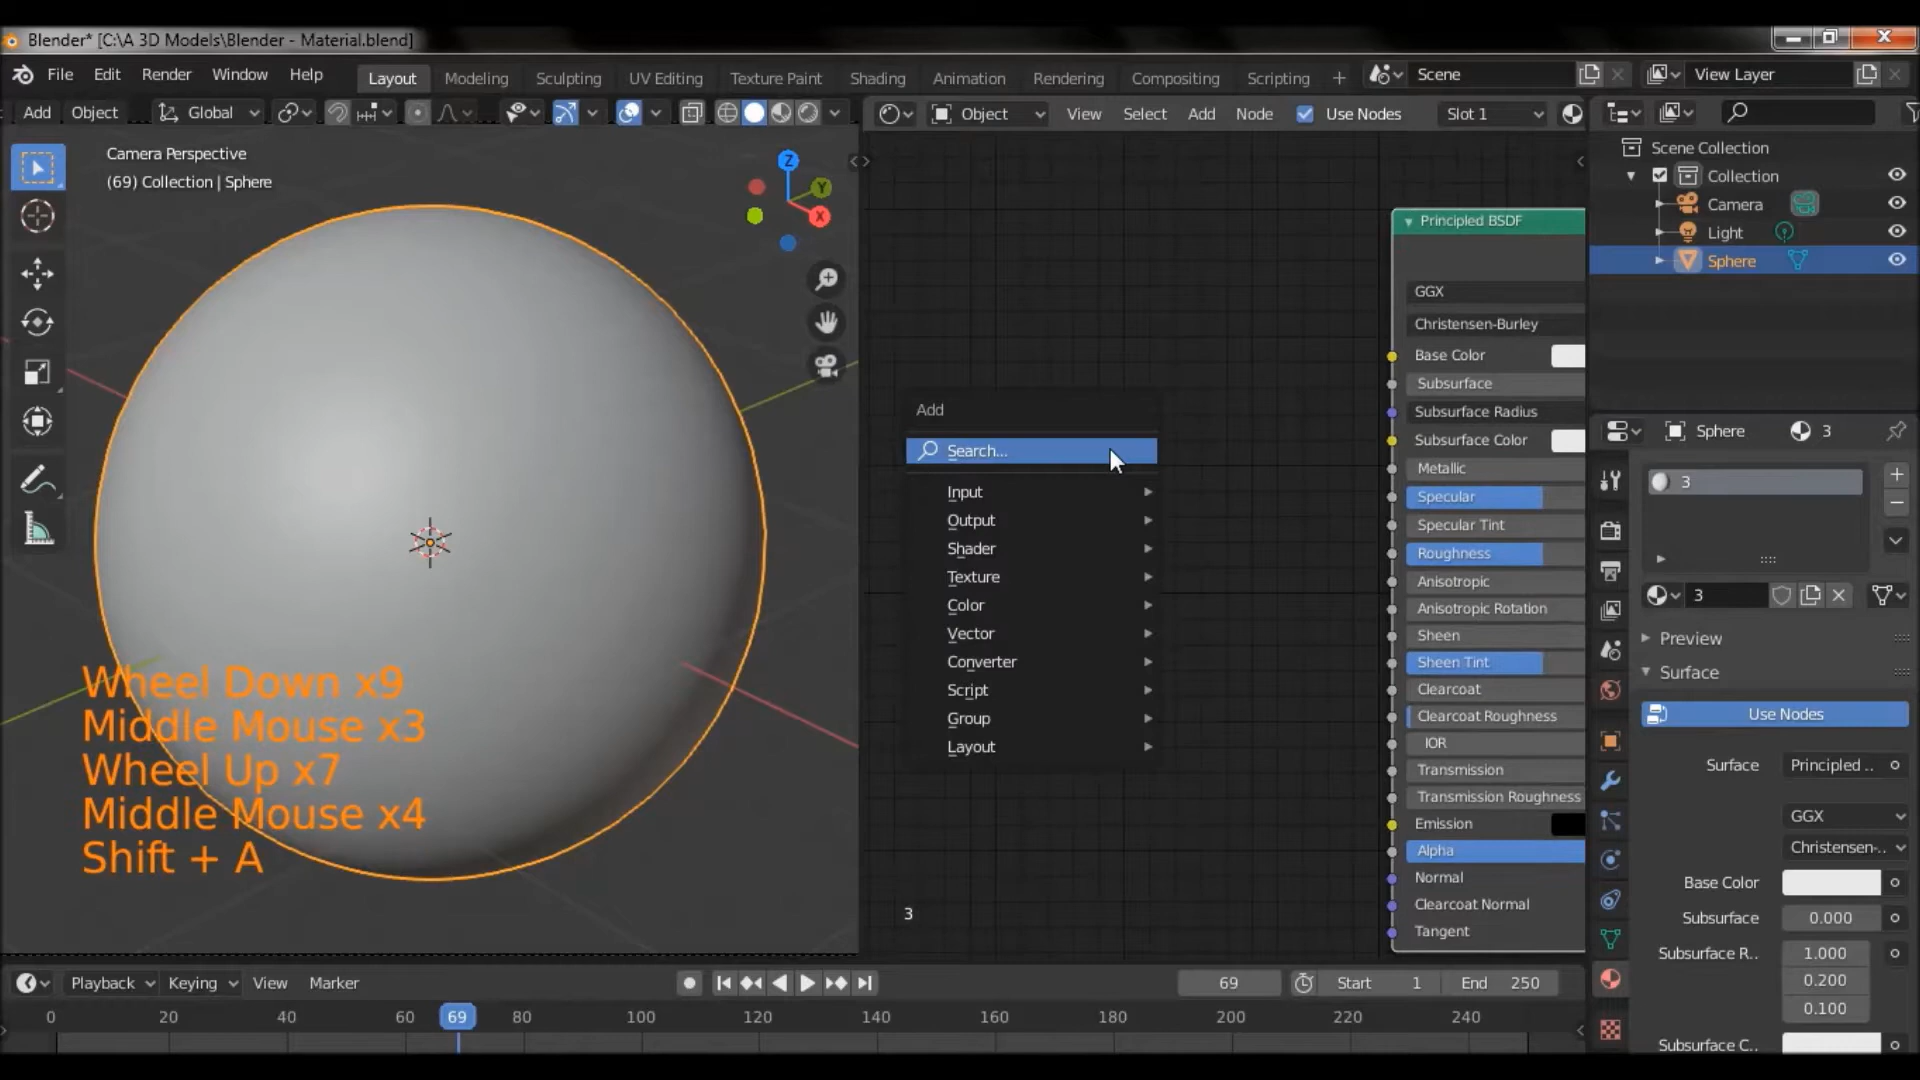 Blender* [C:\A 3D Models\Blender - Material.blend]
File Edit Render Window Help Layout Modeling Sculpting UV Editing Texture Paint Shading Animation Rendering Compositing Scripting + Scene View Layer
Add Object Global Object View Select Add Node Use Nodes Slot 1
Camera Perspective
(69) Collection | Sphere
Z
Y
X
Add
Search...
Input
Output
Shader
Texture
Color
Vector
Converter
Script
Group
Layout
Principled BSDF
GGX
Christensen-Burley
Base Color
Subsurface
Subsurface Radius
Subsurface Color
Metallic
Specular
Specular Tint
Roughness
Anisotropic
Anisotropic Rotation
Sheen
Sheen Tint
Clearcoat
Clearcoat Roughness
IOR
Transmission
Transmission Roughness
Emission
Alpha
Normal
Clearcoat Normal
Tangent
3
Wheel Down x9
Middle Mouse x3
Wheel Up x7
Middle Mouse x4
Shift + A
Scene Collection
Collection
Camera
Light
Sphere
Sphere 3
3
3
Preview
Surface
Use Nodes
Surface Principled ..
GGX
Christensen-..
Base Color
Subsurface 0.000
Subsurface R.. 1.000
0.200
0.100
Subsurface C..
Playback Keying View Marker 69 Start 1 End 250
0 20 40 60 69 80 100 120 140 160 180 200 220 240